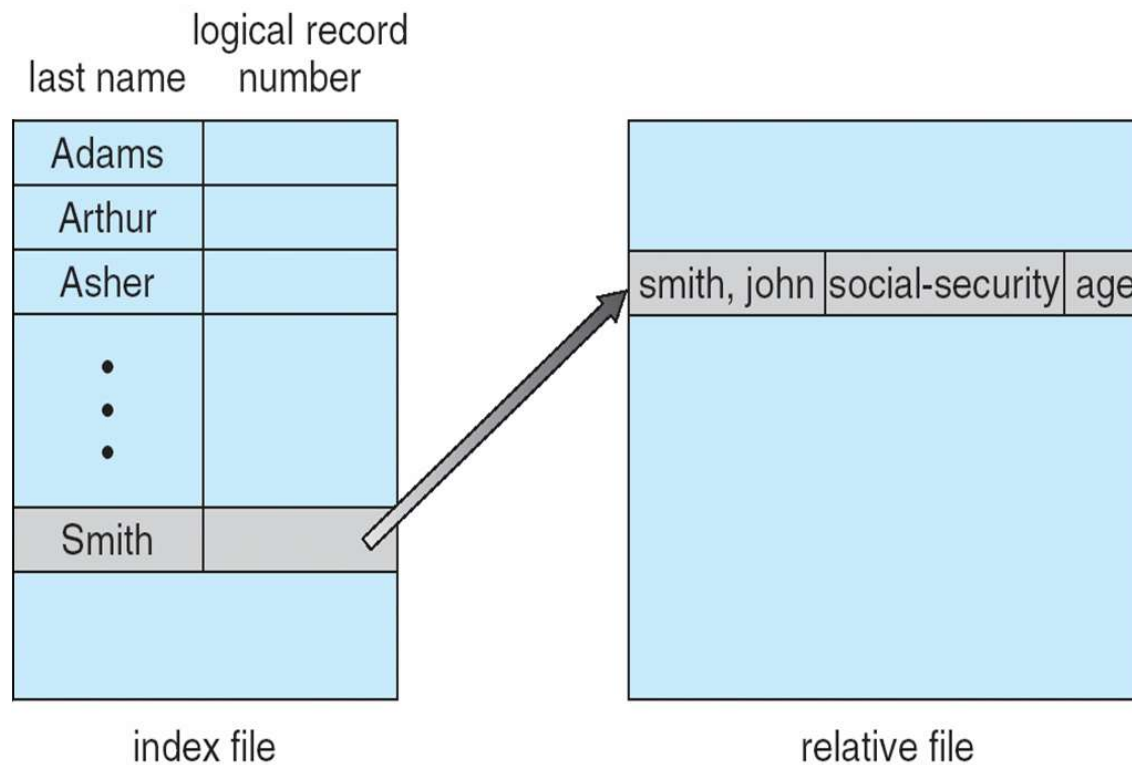 logical record
last name number
Adams
Arthur
Asher
Smith
smith, john social-security age
index file relative file